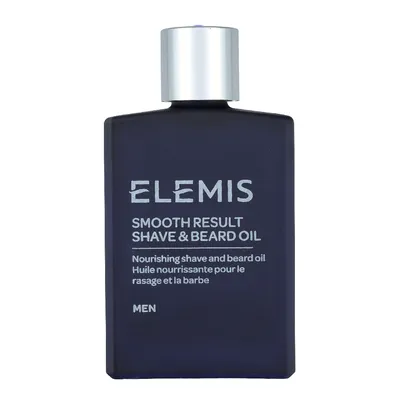 ELEMIS
SMOOTH RESULT
SHAVE & BEARD OIL
Nourishing shave and beard oil
Huile nourrissante pour le
rasage et la barbe
MEN